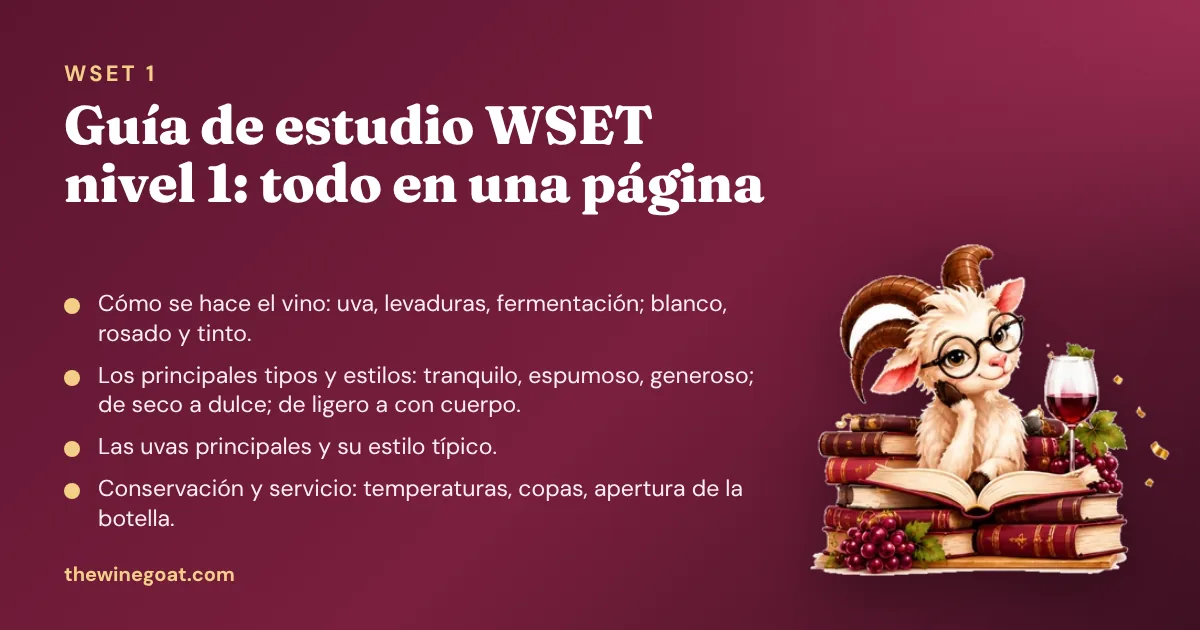 WSET 1
Guía de estudio WSET
nivel 1: todo en una página
Cómo se hace el vino: uva, levaduras, fermentación; blanco,
rosado y tinto.
Los principales tipos y estilos: tranquilo, espumoso, generoso;
de seco a dulce; de ligero a con cuerpo.
Las uvas principales y su estilo típico.
Conservación y servicio: temperaturas, copas, apertura de la
botella.
thewinegoat.com